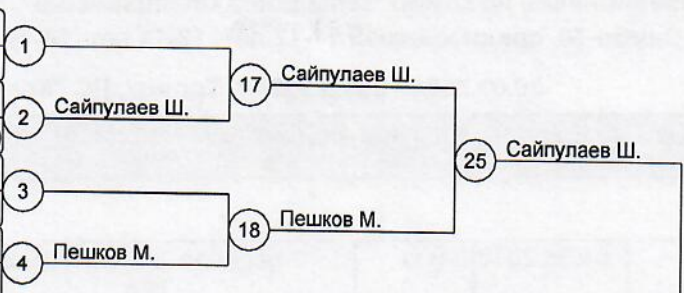 1
17 Сайпулаев Ш.
2 Сайпулаев Ш.
25 Сайпулаев Ш.
3
18 Пешков М.
4 Пешков М.